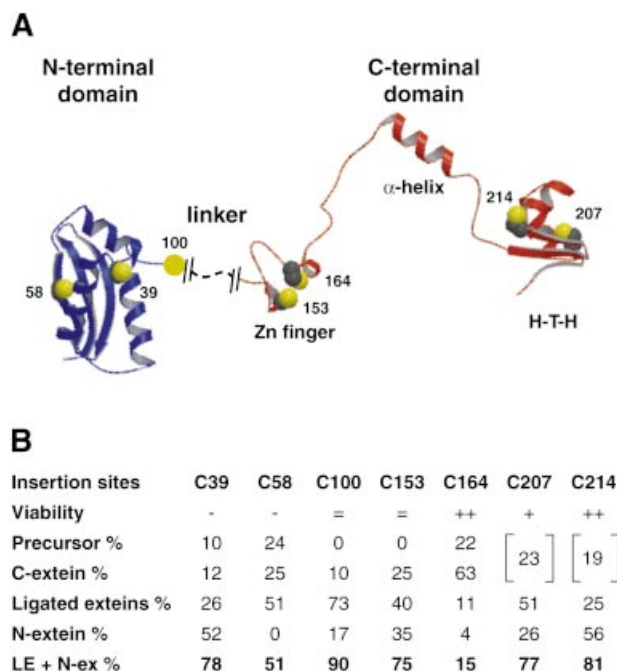 A
N-terminal domain
C-terminal domain
α-helix
linker
214
207
100
58
39
164
153
Zn finger
H-T-H
B
Insertion sites C39 C58 C100 C153 C164 C207 C214
Viability - - = = ++ + ++
Precursor % 10 24 0 0 22 23 19
C-extein % 12 25 10 25 63
Ligated exteins % 26 51 73 40 11 51 25
N-extein % 52 0 17 35 4 26 56
LE + N-ex % 78 51 90 75 15 77 81